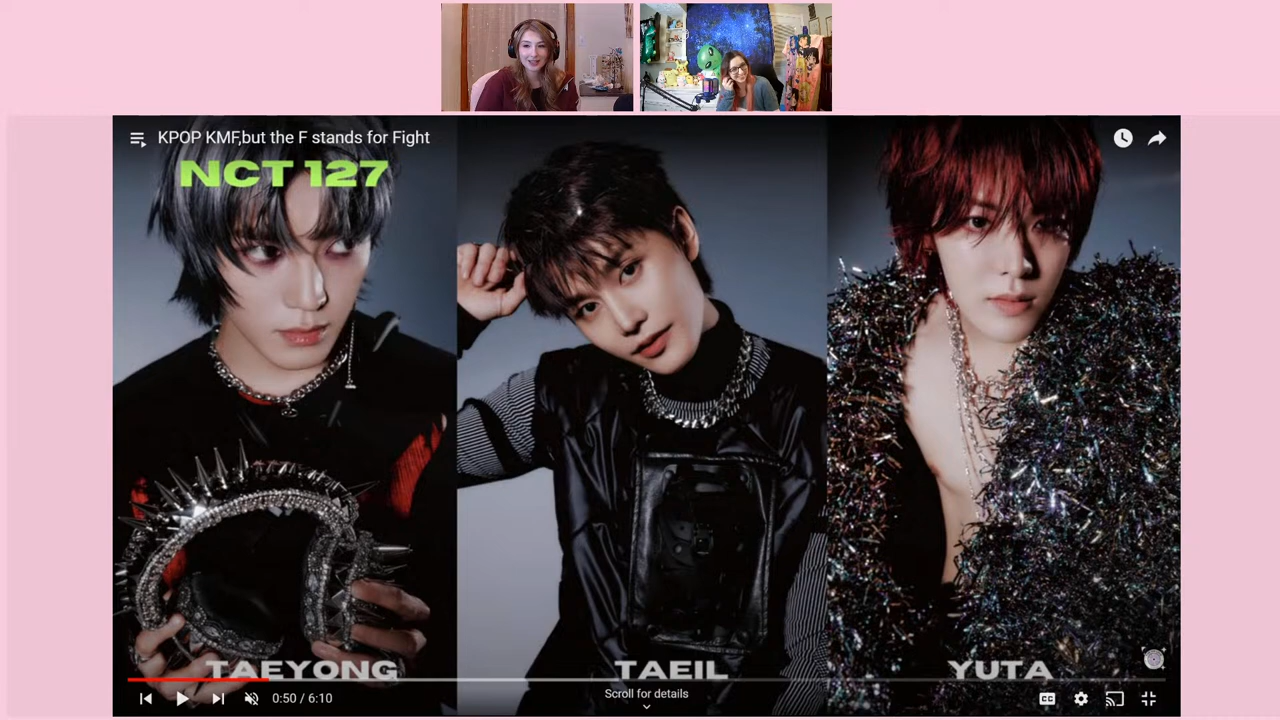 KPOP KMF,but the F stands for Fight
NCT 127
TAEYONG
TAEIL
YUTA
0:50 / 6:10
Scroll for details
CC